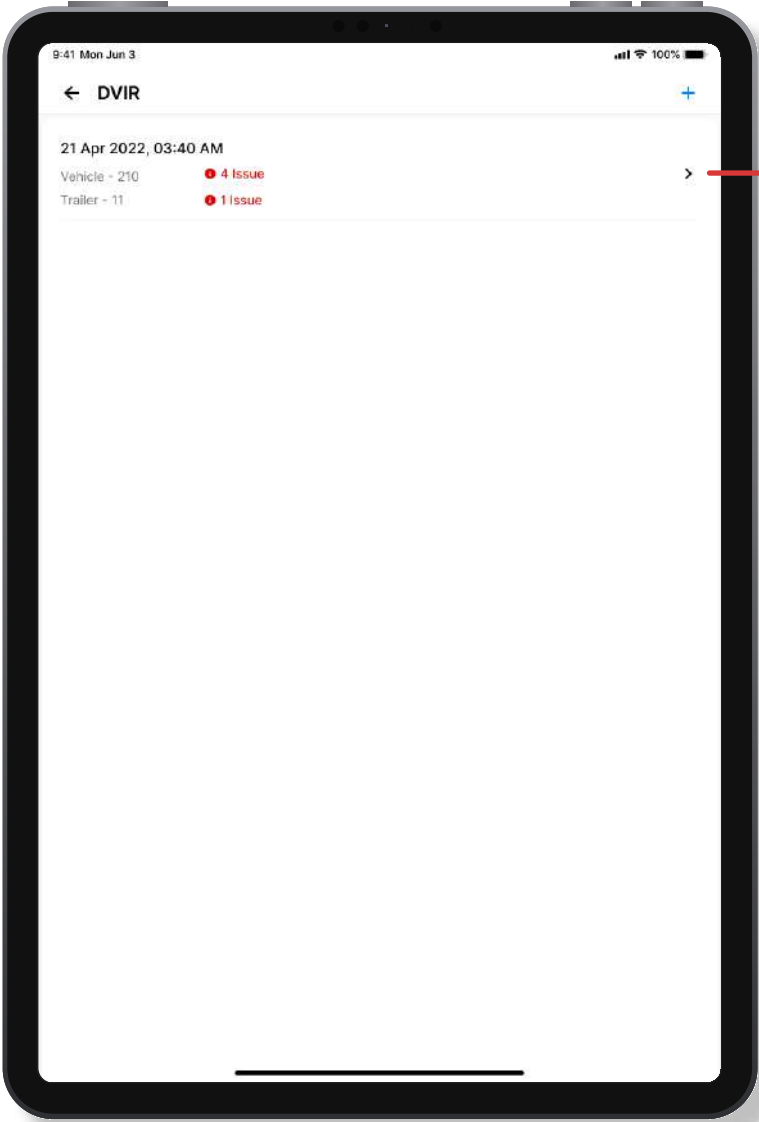 9:41 Mon Jun 3 100%
DVIR
21 Apr 2022, 03:40 AM
Vehicle - 210 4 Issue
Trailer - 11 1 Issue